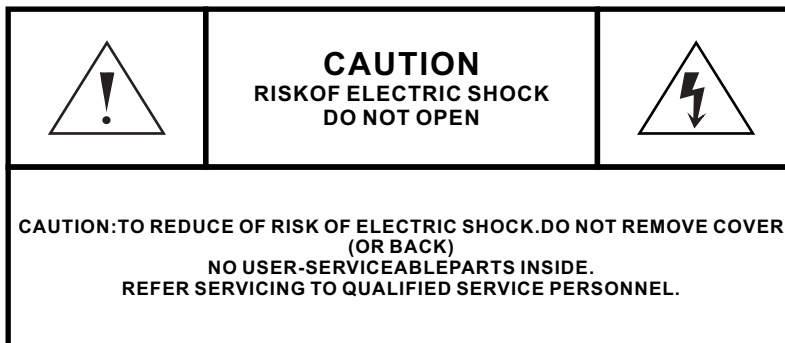 CAUTION
RISKOF ELECTRIC SHOCK
DO NOT OPEN
CAUTION:TO REDUCE OF RISK OF ELECTRIC SHOCK.DO NOT REMOVE COVER
(OR BACK)
NO USER-SERVICEABLEPARTS INSIDE.
REFER SERVICING TO QUALIFIED SERVICE PERSONNEL.